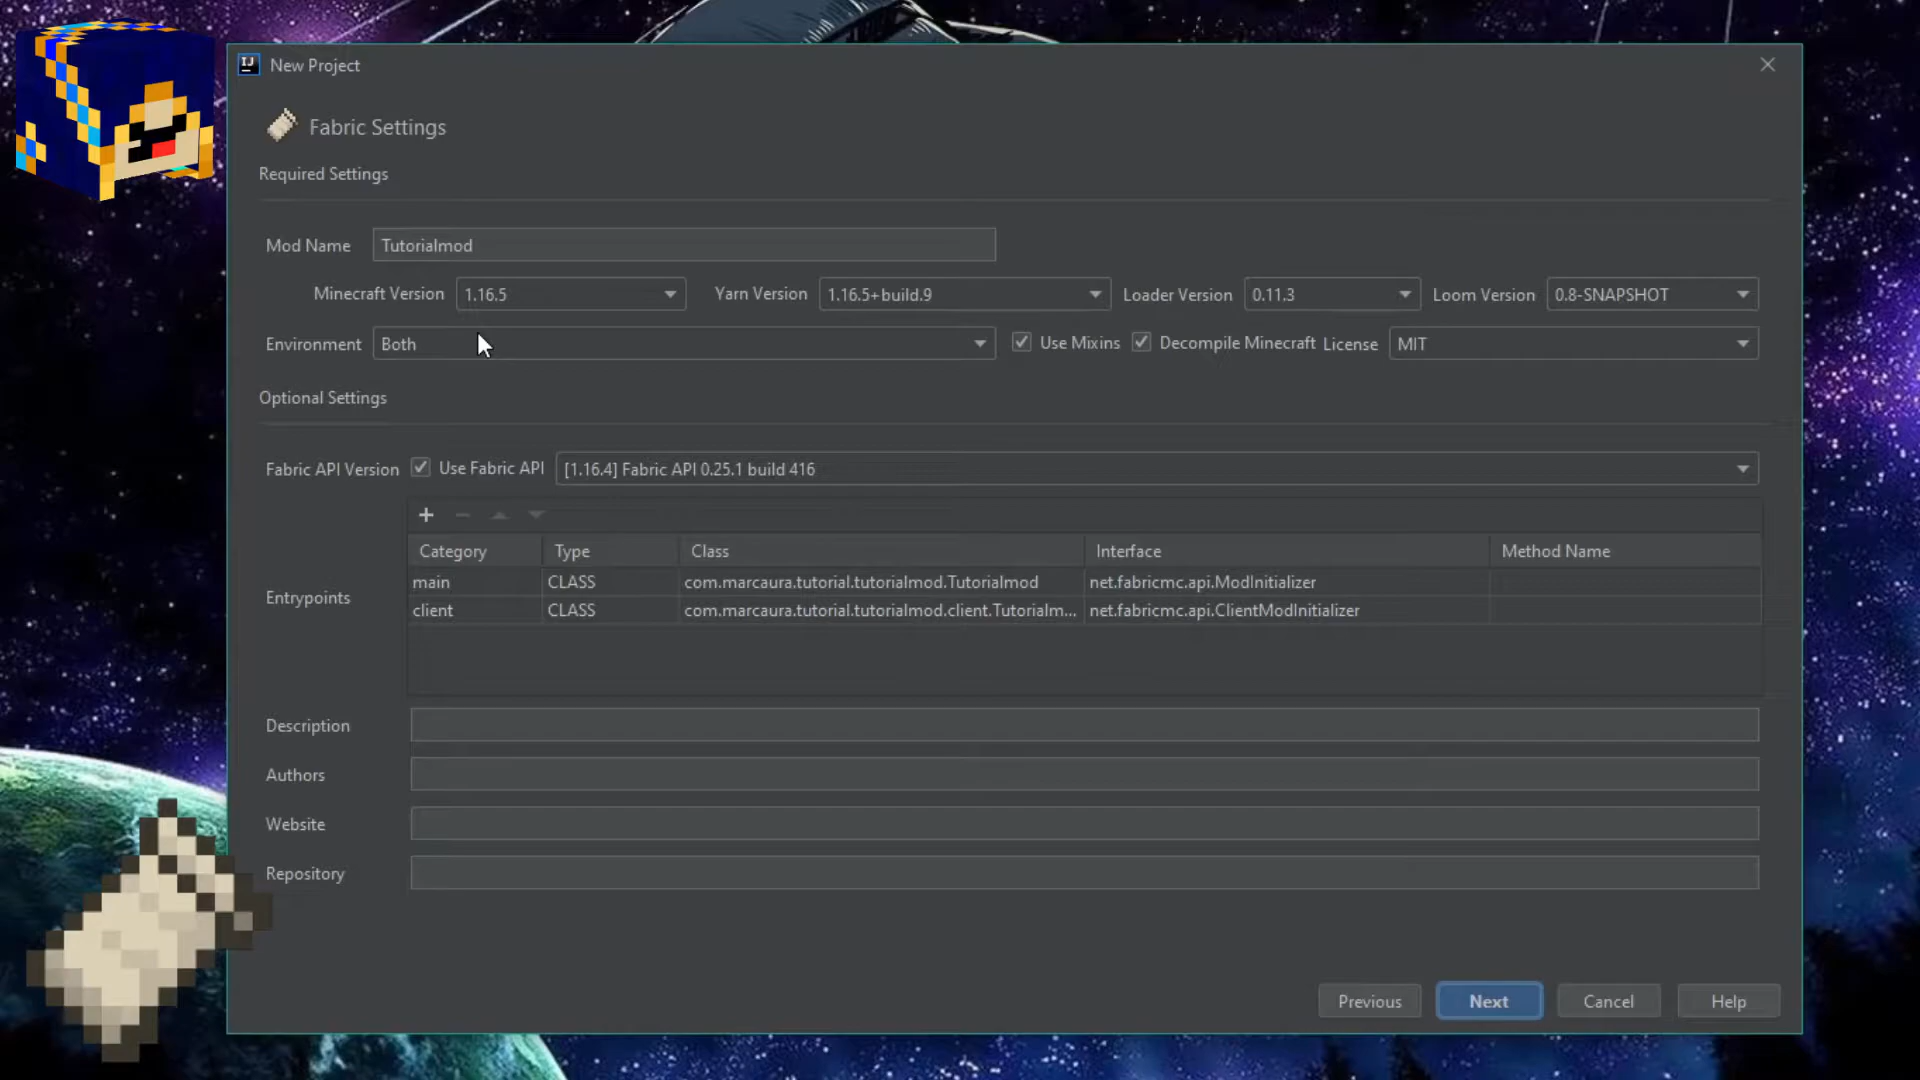 IJ New Project
Fabric Settings
Required Settings
Mod Name Tutorialmod
Minecraft Version 1.16.5 Yarn Version 1.16.5+build.9 Loader Version 0.11.3 Loom Version 0.8-SNAPSHOT
Environment Both Use Mixins Decompile Minecraft License MIT
Optional Settings
Fabric API Version Use Fabric API [1.16.4] Fabric API 0.25.1 build 416
Category Type Class Interface Method Name
main CLASS com.marcaura.tutorial.tutorialmod.Tutorialmod net.fabricmc.api.ModInitializer
Entrypoints
client CLASS com.marcaura.tutorial.tutorialmod.client.Tutorialm... net.fabricmc.api.ClientModInitializer
Description
Authors
Website
Repository
Previous Next Cancel Help